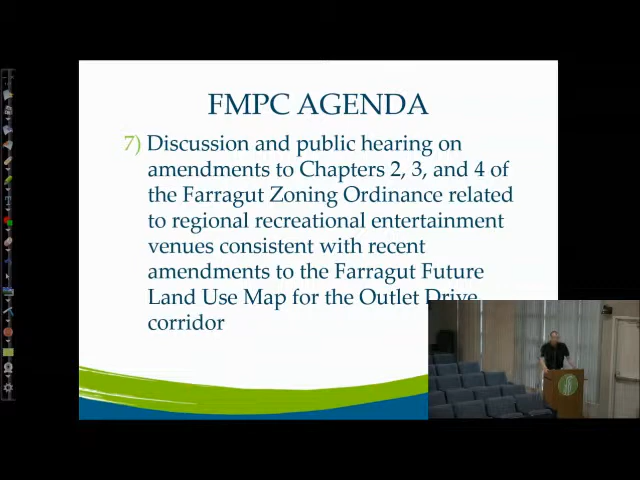 FMPC AGENDA
7) Discussion and public hearing on
amendments to Chapters 2, 3, and 4 of
the Farragut Zoning Ordinance related
to regional recreational entertainment
venues consistent with recent
amendments to the Farragut Future
Land Use Map for the Outlet Drive
corridor